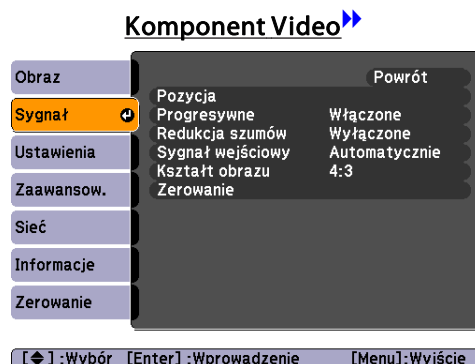 Komponent Video
Obraz
Sygnał
Ustawienia
Zaawansow.
Sieć
Informacje
Zerowanie
Powrót
Pozycja
Progresywne Włączone
Redukcja szumów Wyłączone
Sygnał wejściowy Automatycznie
Kształt obrazu 4:3
Zerowanie
[◆] :Wybór [Enter] :Wprowadzenie [Menu]:Wyjście